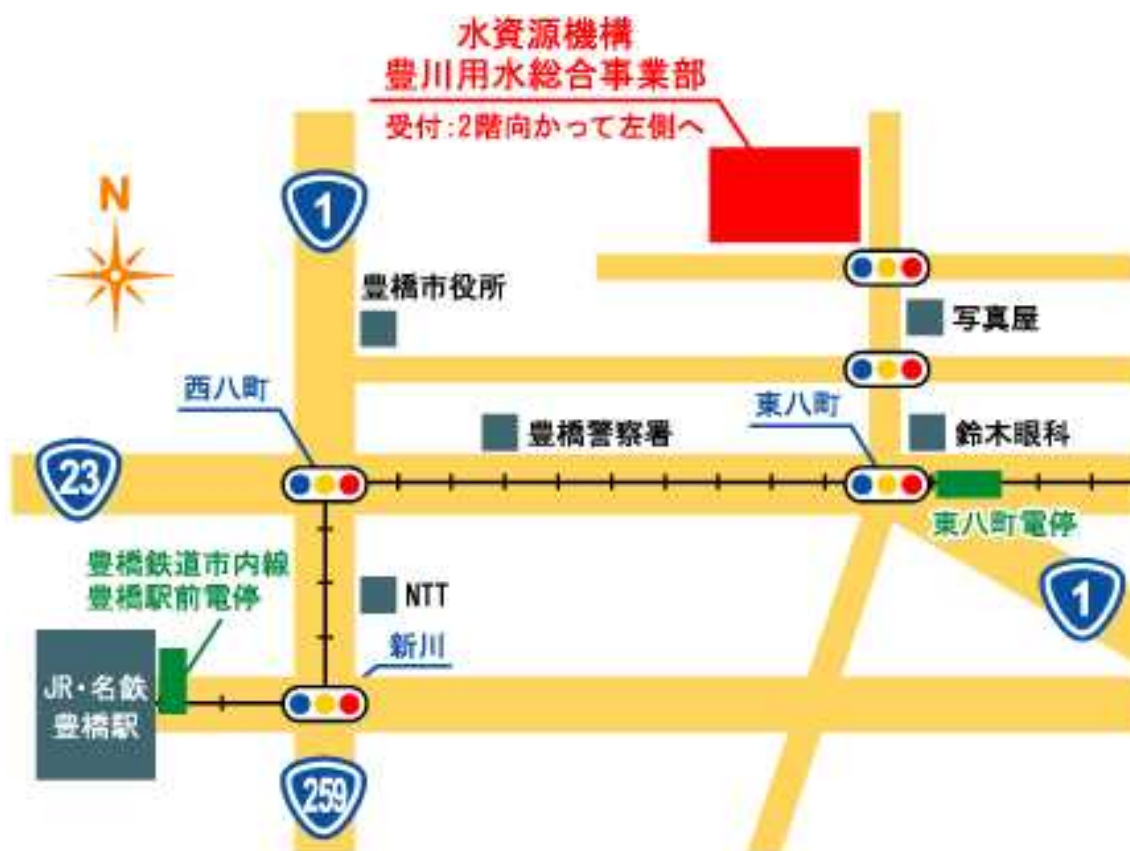 水資源機構
豊川用水総合事業部
受付:2階向かって左側へ
N
1
豊橋市役所
写真屋
西八町
東八町
豊橋警察署
鈴木眼科
23
東八町電停
豊橋鉄道市内線
豊橋駅前電停
NTT
1
新川
JR・名鉄
豊橋駅
259